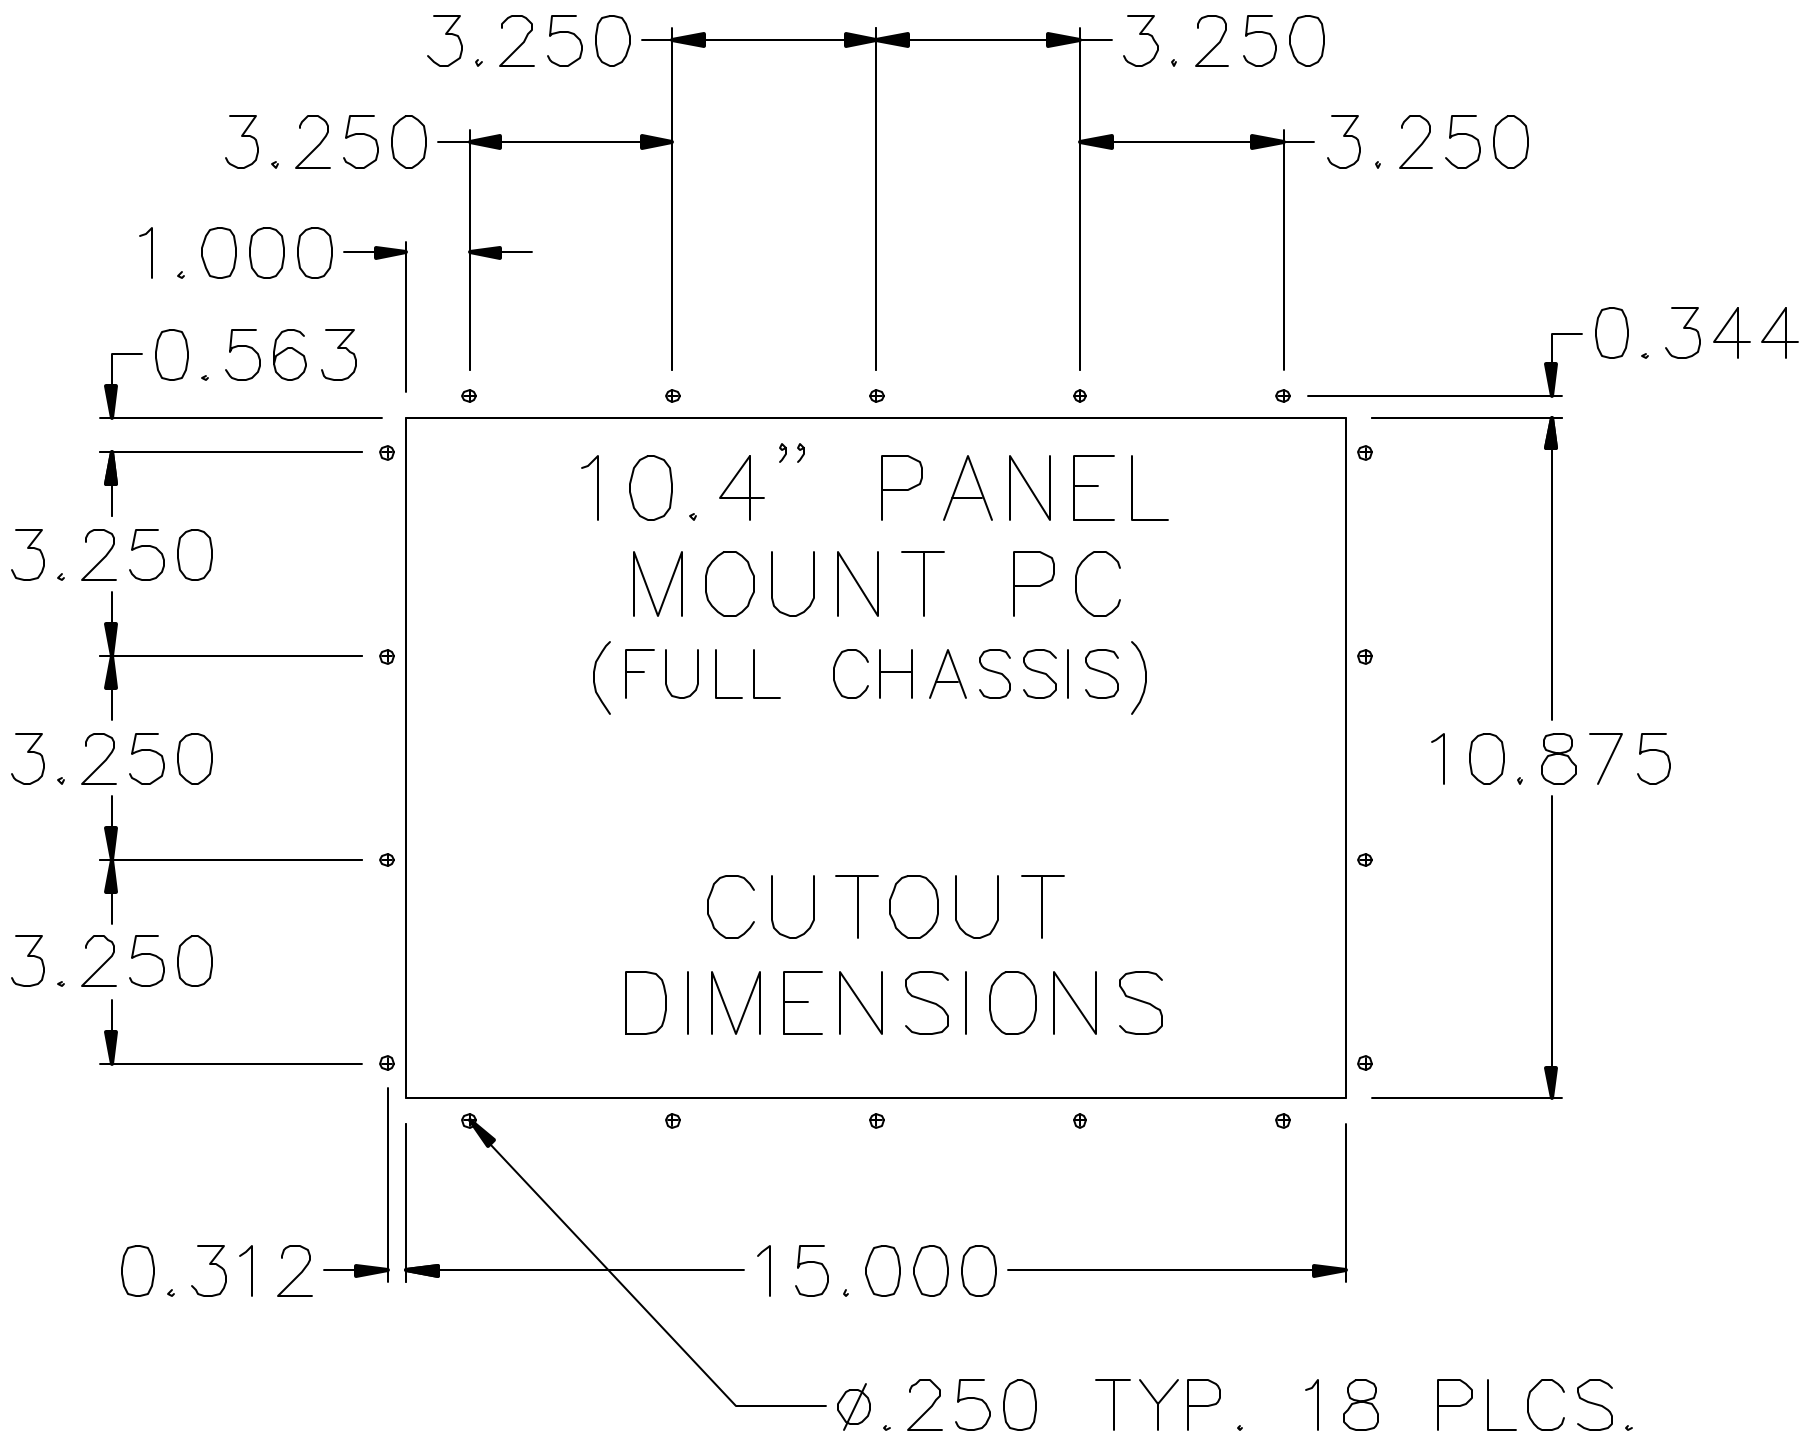 3.250
3.250
3.250
3.250
1.000
0.563
0.344
10.4” PANEL
MOUNT PC
(FULL CHASSIS)
3.250
3.250
10.875
CUTOUT
3.250
DIMENSIONS
0.312
15.000
Ø.250 TYP. 18 PLCS.